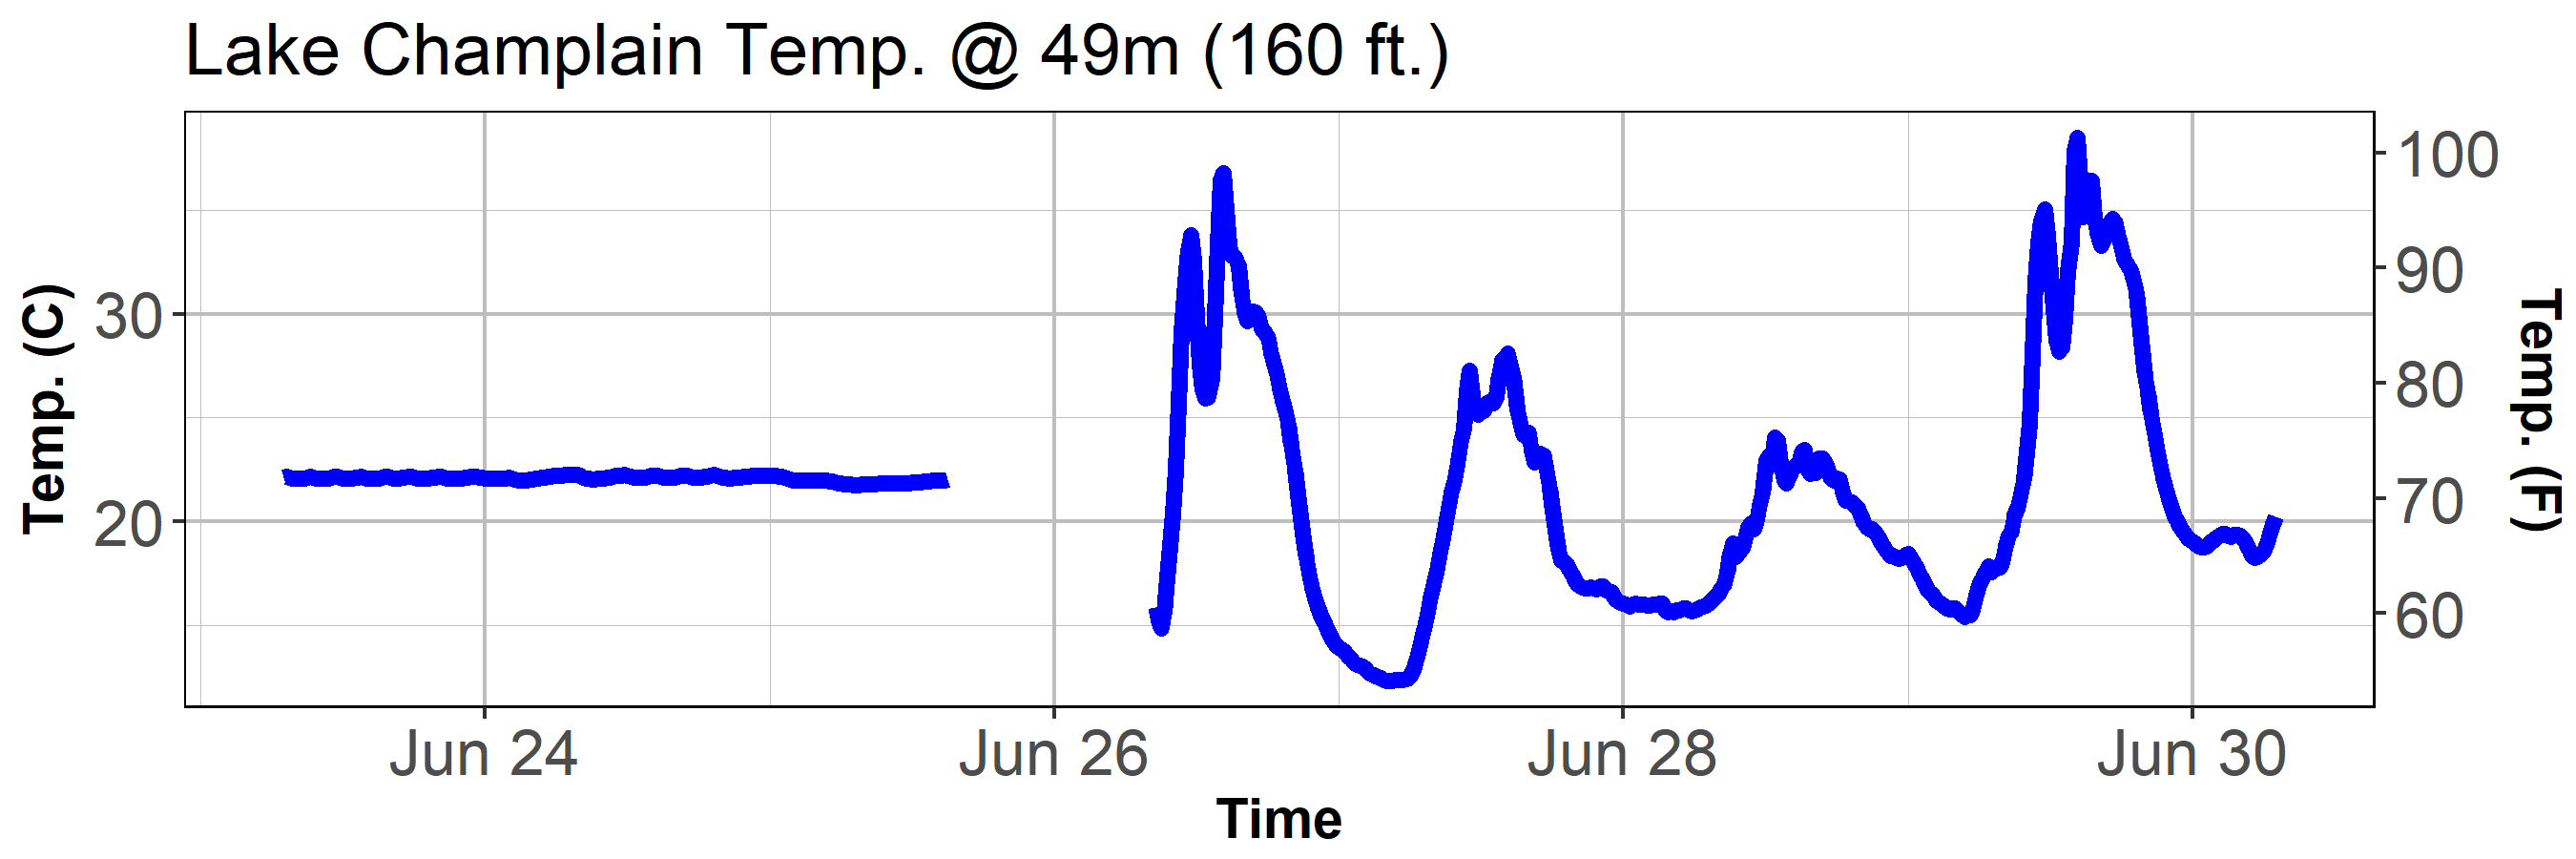 Lake Champlain Temp. @ 49m (160 ft.)
Temp. (C)
30
20
100
90
80
70
60
Temp. (F)
Jun 24
Jun 26
Jun 28
Jun 30
Time